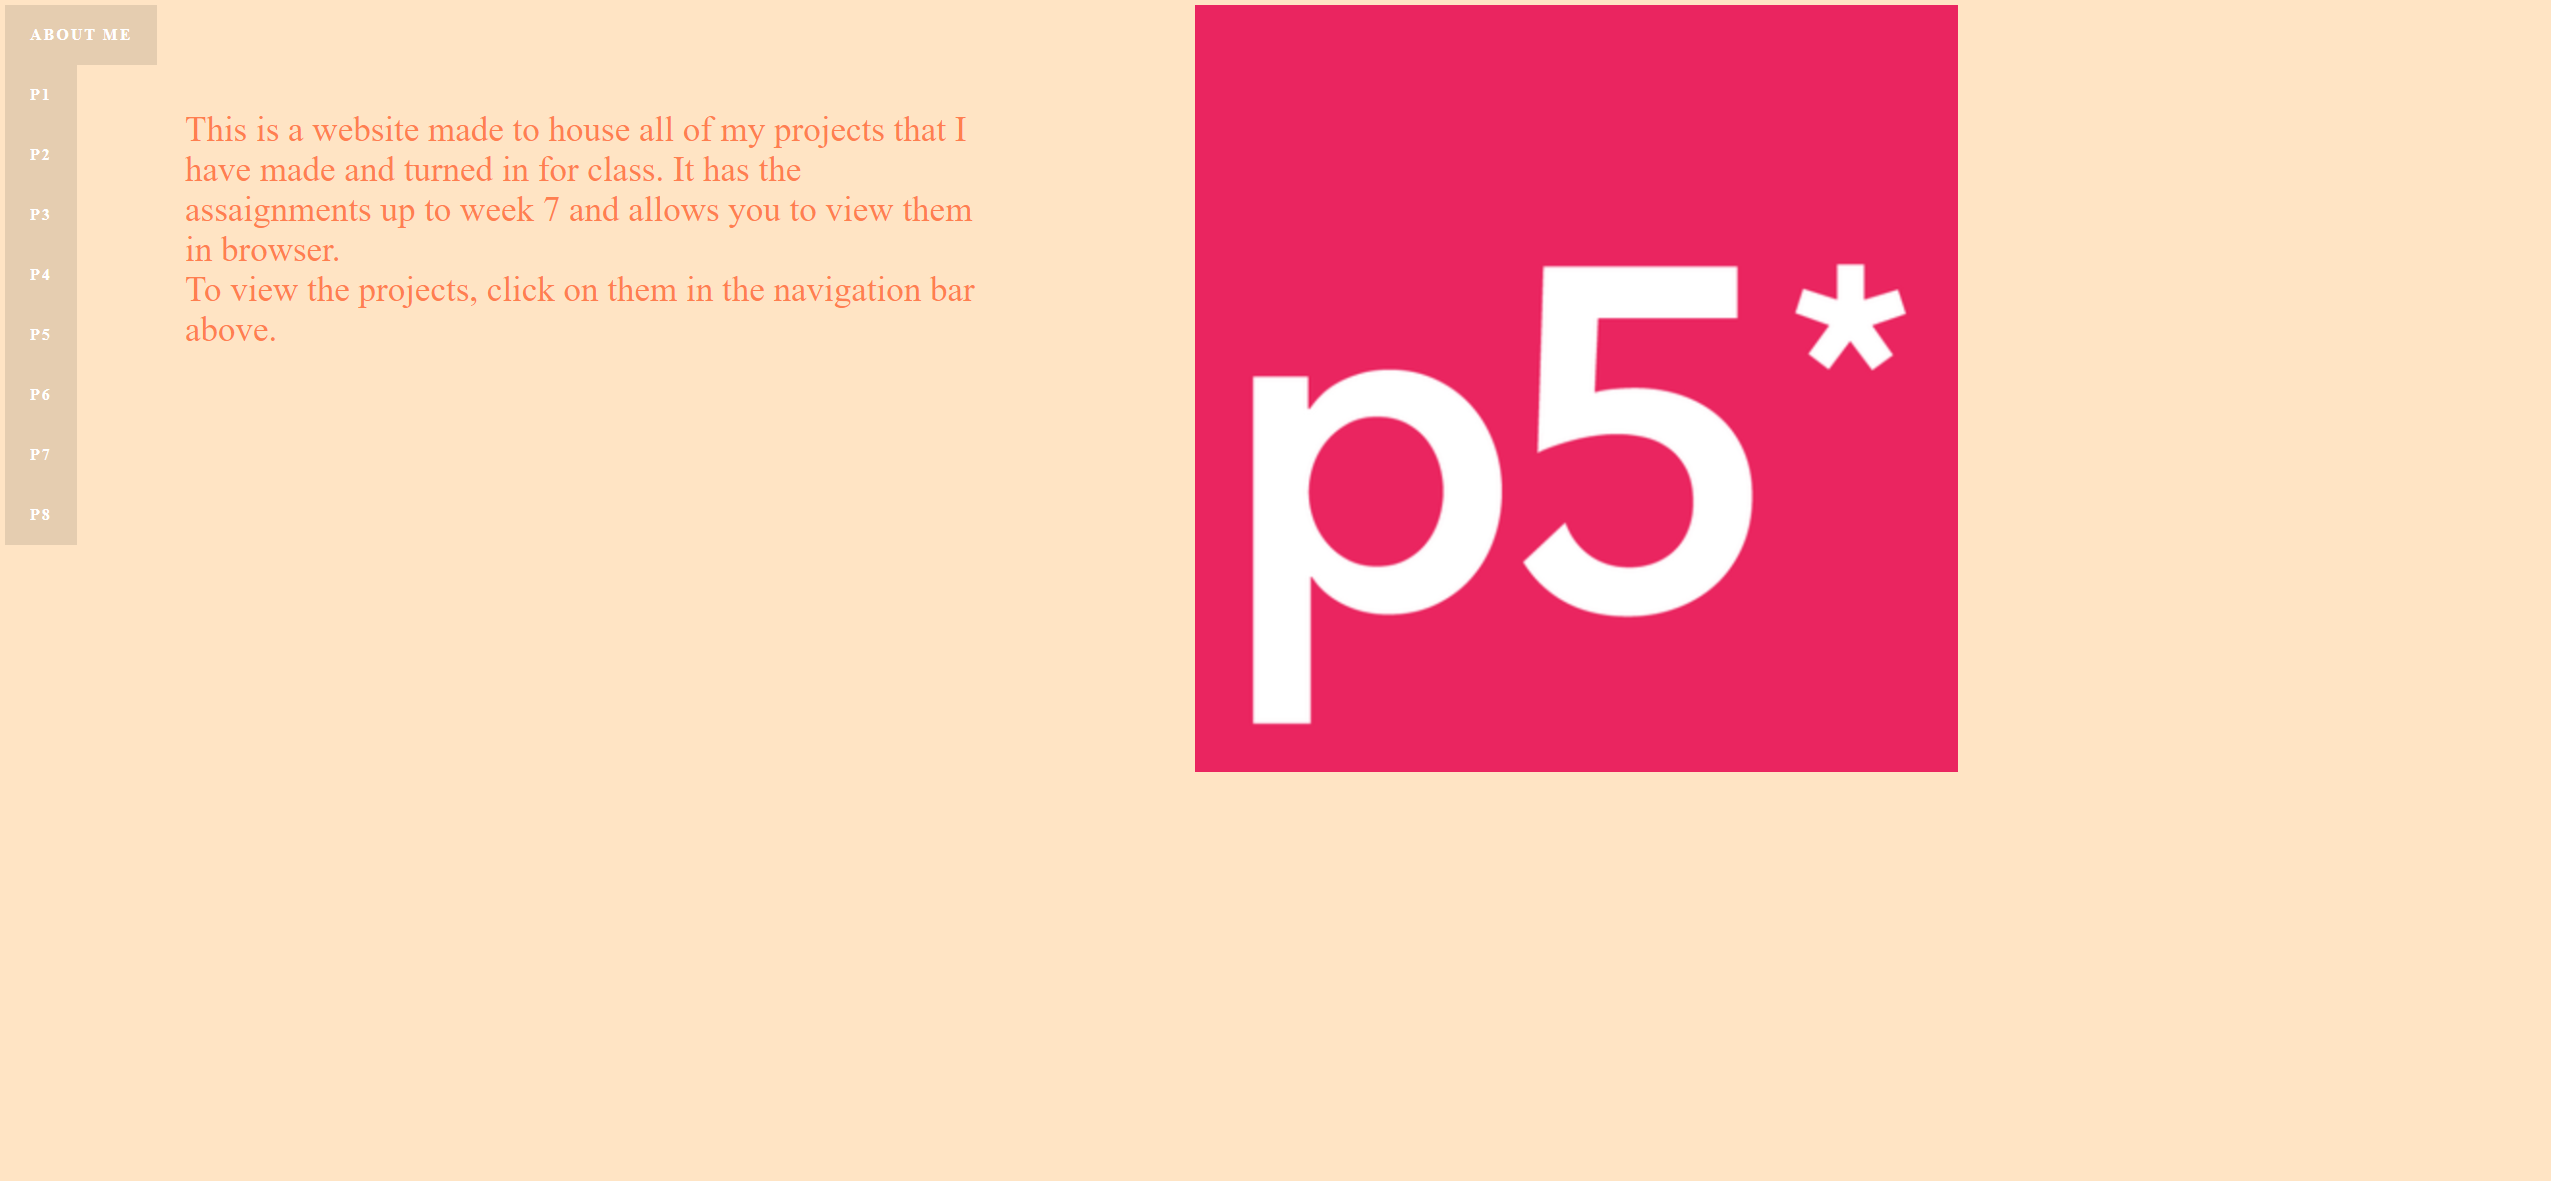 ABOUT ME
P1
P2
P3
P4
P5
P6
P7
P8
This is a website made to house all of my projects that I
have made and turned in for class. It has the
assaignments up to week 7 and allows you to view them
in browser.
To view the projects, click on them in the navigation bar
above.
p5*